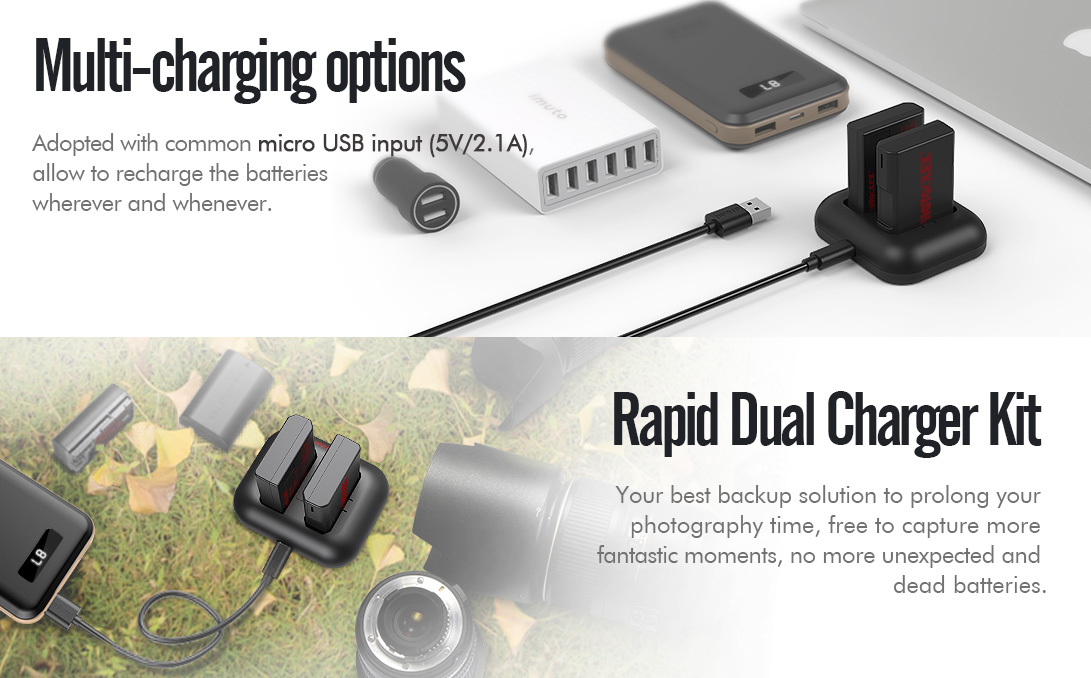 Multi-charging options
Adopted with common micro USB input (5V/2.1A),
allow to recharge the batteries
wherever and whenever.
imuto
L8
Rapid Dual Charger Kit
Your best backup solution to prolong your
photography time, free to capture more
fantastic moments, no more unexpected and
dead batteries.
L8